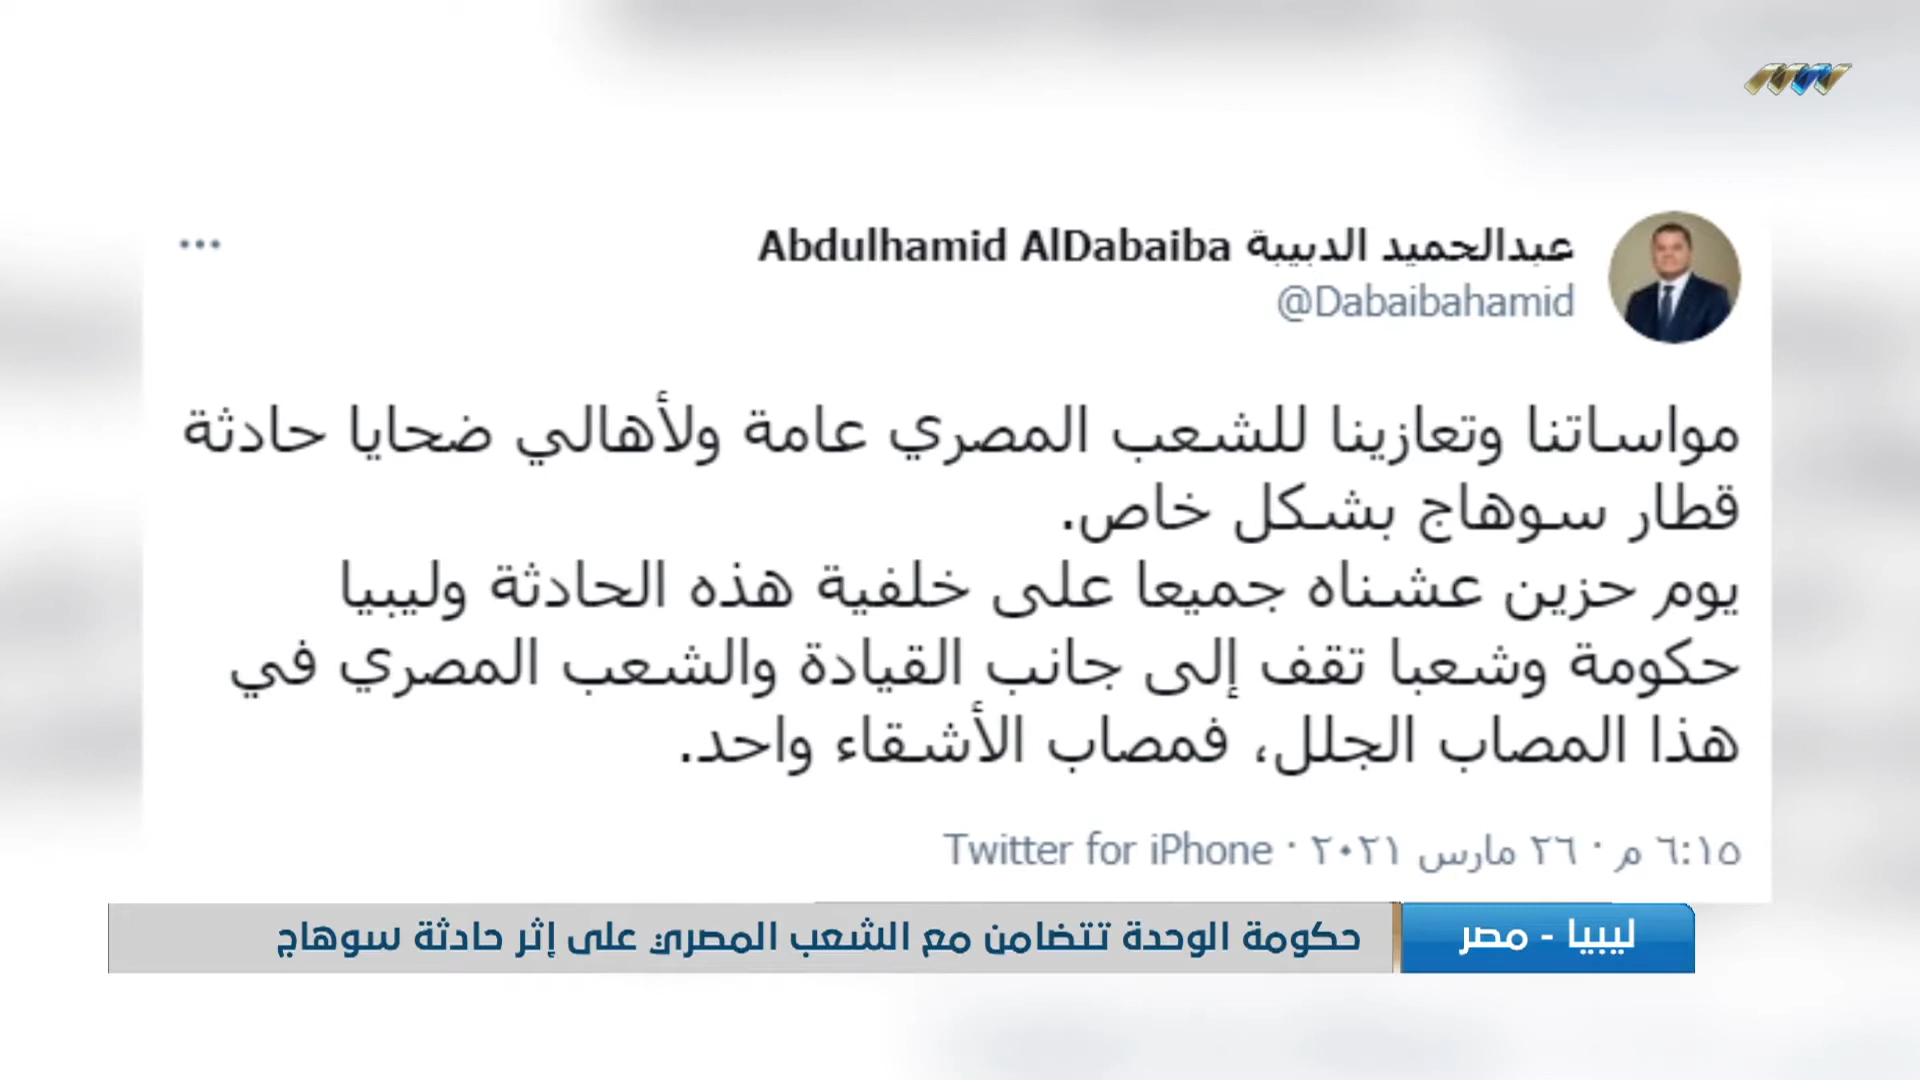 عبدالحميد الدبيبة Abdulhamid AlDabaiba
@Dabaibahamid
مواساتنا وتعازينا للشعب المصري عامة ولأهالي ضحايا حادثة
قطار سوهاج بشكل خاص.
يوم حزين عشناه جميعا على خلفية هذه الحادثة وليبيا
حكومة وشعبا تقف إلى جانب القيادة والشعب المصري في
هذا المصاب الجلل، فمصاب الأشقاء واحد.
٦:١٥ م · ٢٦ مارس ٢٠٢١ · Twitter for iPhone
ليبيا - مصر
حكومة الوحدة تتضامن مع الشعب المصري على إثر حادثة سوهاج